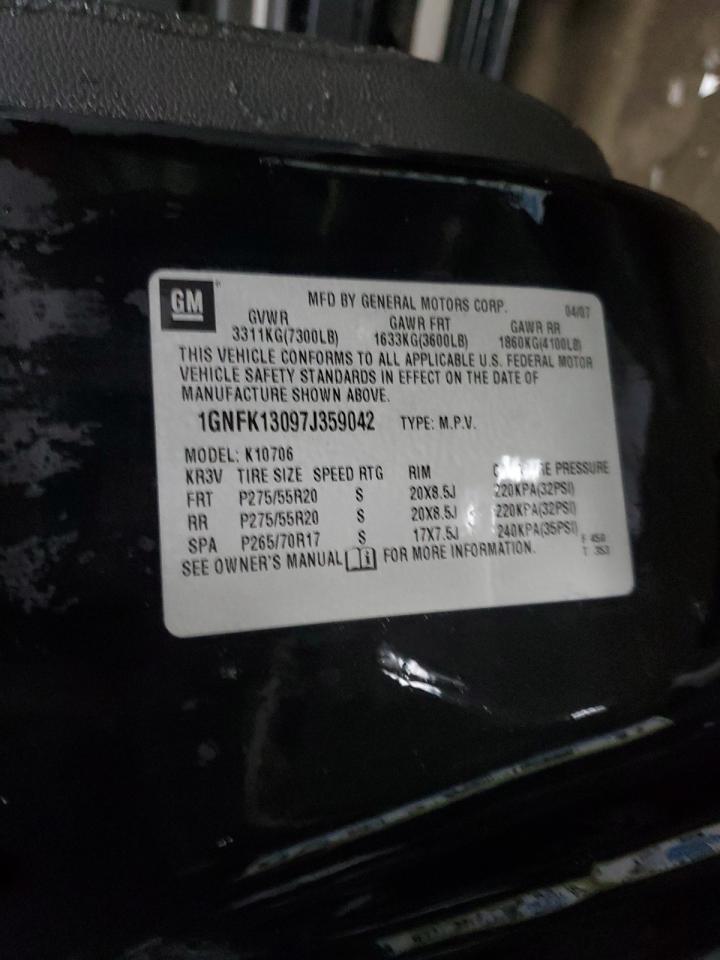 GM
MFD BY GENERAL MOTORS CORP. 04/07
GVWR GAWR FRT GAWR RR
3311KG(7300LB) 1633KG(3600LB) 1860KG(4100LB)
THIS VEHICLE CONFORMS TO ALL APPLICABLE U.S. FEDERAL MOTOR
VEHICLE SAFETY STANDARDS IN EFFECT ON THE DATE OF
MANUFACTURE SHOWN ABOVE.
1GNFK13097J359042 TYPE: M.P.V.
MODEL: K10706
KR3V TIRE SIZE SPEED RTG RIM PRESSURE
FRT P275/55R20 S 20X8.5J 220KPA(32PSI)
RR P275/55R20 S 20X8.5J 220KPA(32PSI)
SPA P265/70R17 S 17X7.5J 240KPA(35PSI)
SEE OWNER'S MANUAL i FOR MORE INFORMATION.
F 450
T 353